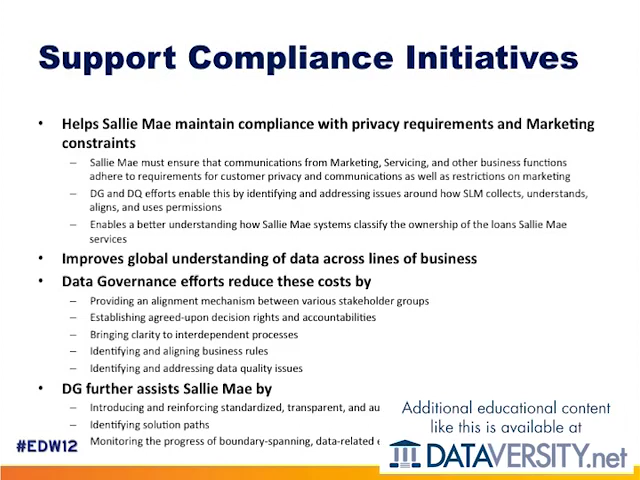 Support Compliance Initiatives
• Helps Sallie Mae maintain compliance with privacy requirements and Marketing
constraints
– Sallie Mae must ensure that communications from Marketing, Servicing, and other business functions
adhere to requirements for customer privacy and communications as well as restrictions on marketing
– DG and DQ efforts enable this by identifying and addressing issues around how SLM collects, understands,
aligns, and uses permissions
– Enables a better understanding how Sallie Mae systems classify the ownership of the loans Sallie Mae
services
• Improves global understanding of data across lines of business
• Data Governance efforts reduce these costs by
– Providing an alignment mechanism between various stakeholder groups
– Establishing agreed-upon decision rights and accountabilities
– Bringing clarity to interdependent processes
– Identifying and aligning business rules
– Identifying and addressing data quality issues
• DG further assists Sallie Mae by
– Introducing and reinforcing standardized, transparent, and
– Identifying solution paths
Monitoring the progress of boundary-spanning, data-related
#EDW12
Additional educational content
like this is available at
DATAVERSITY.net